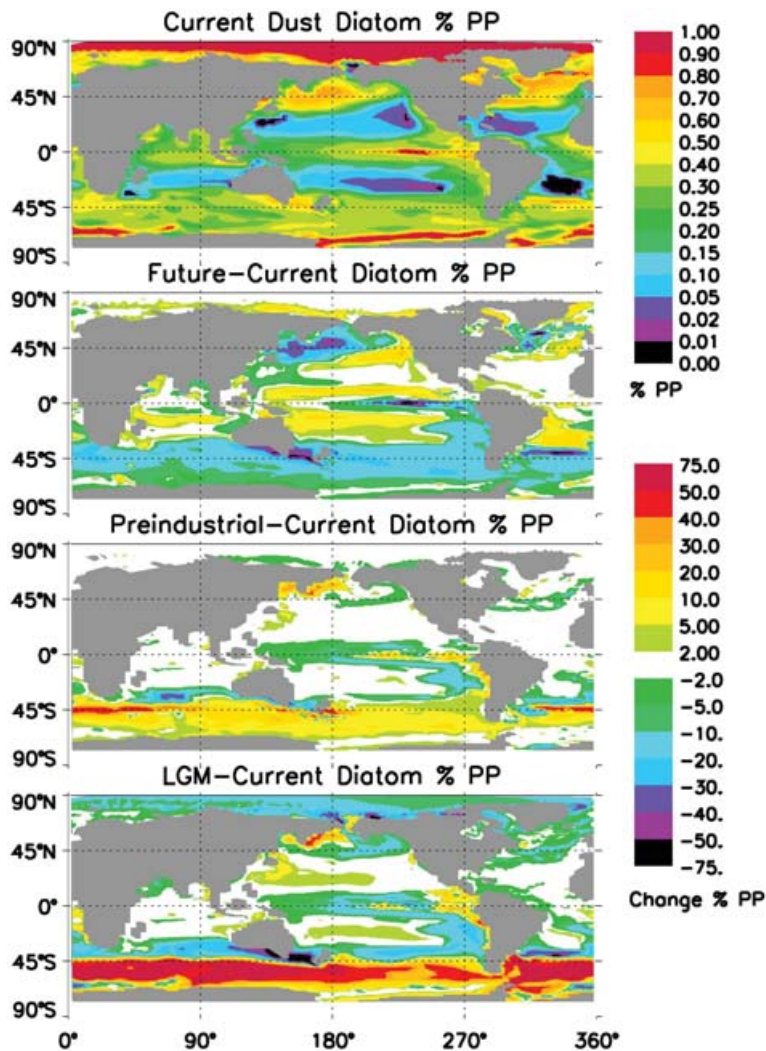 Current Dust Diatom % PP
90°N
45°N
0°
45°S
90°S
1.00
0.90
0.80
0.70
0.60
0.50
0.40
0.30
0.25
0.20
0.15
0.10
0.05
0.02
0.01
0.00
% PP
Future-Current Diatom % PP
90°N
45°N
0°
45°S
90°S
Preindustrial-Current Diatom % PP
90°N
45°N
0°
45°S
90°S
75.0
50.0
40.0
30.0
20.0
10.0
5.00
2.00
-2.0
-5.0
-10.
-20.
-30.
-40.
-50.
-75.
Change % PP
LGM-Current Diatom % PP
90°N
45°N
0°
45°S
90°S
0° 90° 180° 270° 360°